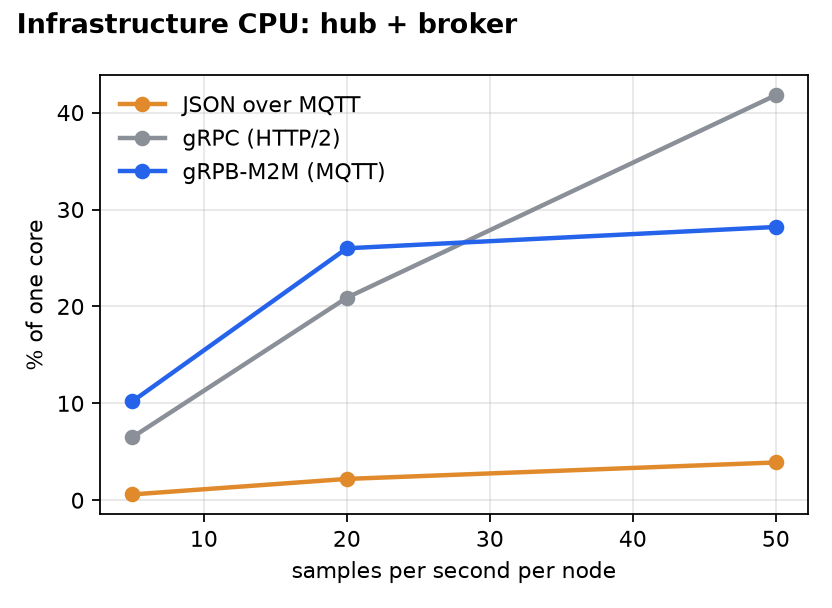 Infrastructure CPU: hub + broker
JSON over MQTT
gRPC (HTTP/2)
gRPB-M2M (MQTT)
% of one core
40
30
20
10
0
10 20 30 40 50
samples per second per node